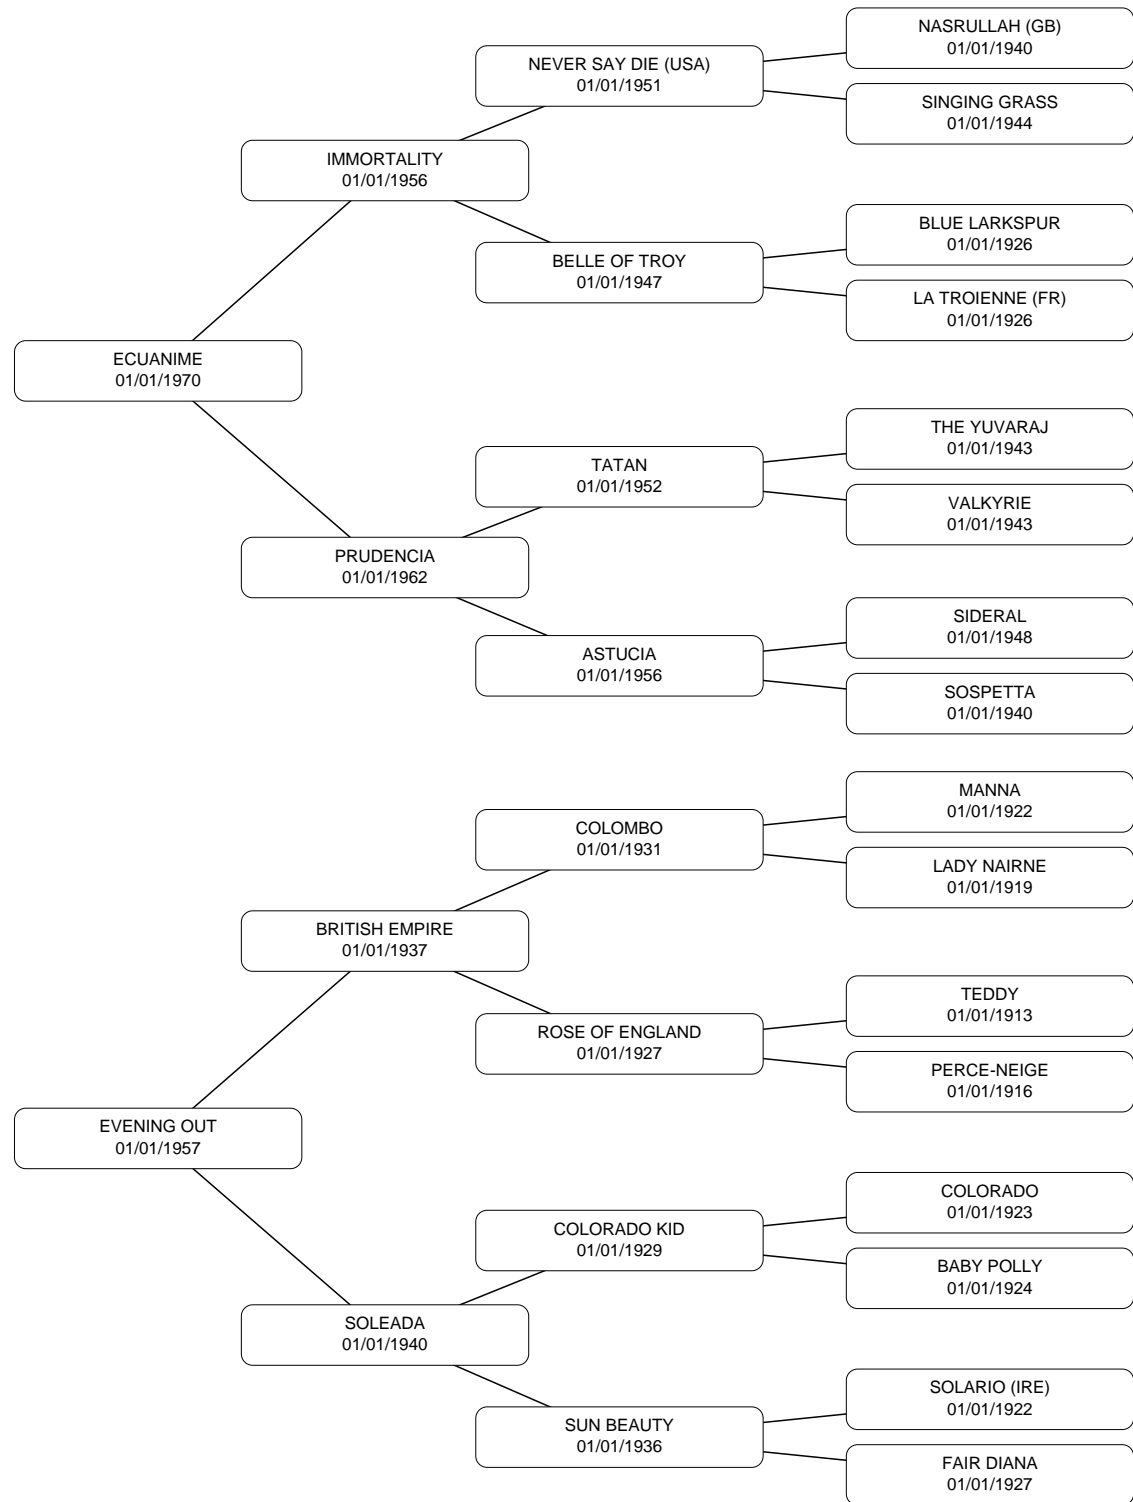 NASRULLAH (GB)
01/01/1940
NEVER SAY DIE (USA)
01/01/1951
SINGING GRASS
01/01/1944
IMMORTALITY
01/01/1956
BLUE LARKSPUR
01/01/1926
BELLE OF TROY
01/01/1947
LA TROIENNE (FR)
01/01/1926
ECUANIME
01/01/1970
THE YUVARAJ
01/01/1943
TATAN
01/01/1952
VALKYRIE
01/01/1943
PRUDENCIA
01/01/1962
SIDERAL
01/01/1948
ASTUCIA
01/01/1956
SOSPETTA
01/01/1940
MANNA
01/01/1922
COLOMBO
01/01/1931
LADY NAIRNE
01/01/1919
BRITISH EMPIRE
01/01/1937
TEDDY
01/01/1913
ROSE OF ENGLAND
01/01/1927
PERCE-NEIGE
01/01/1916
EVENING OUT
01/01/1957
COLORADO
01/01/1923
COLORADO KID
01/01/1929
BABY POLLY
01/01/1924
SOLEADA
01/01/1940
SOLARIO (IRE)
01/01/1922
SUN BEAUTY
01/01/1936
FAIR DIANA
01/01/1927